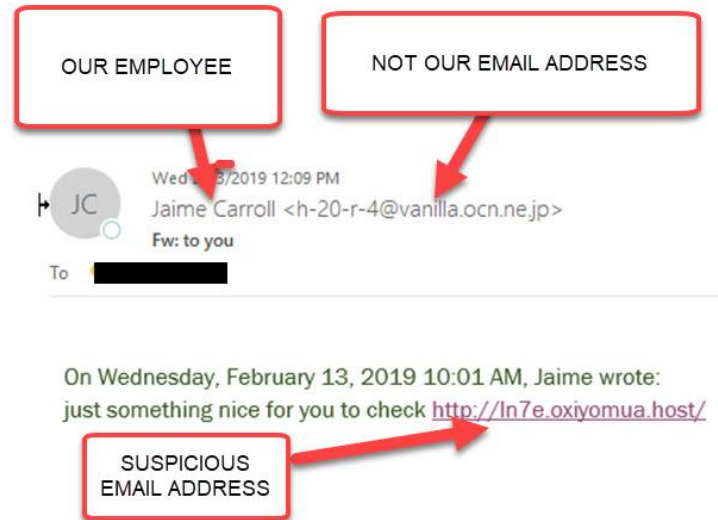 OUR EMPLOYEE
NOT OUR EMAIL ADDRESS
Wed 3/2019 12:09 PM
JC
Jaime Carroll <h-20-r-4@vanilla.ocn.ne.jp>
Fw: to you
To
On Wednesday, February 13, 2019 10:01 AM, Jaime wrote:
just something nice for you to check http://ln7e.oxiyomua.host/
SUSPICIOUS
EMAIL ADDRESS